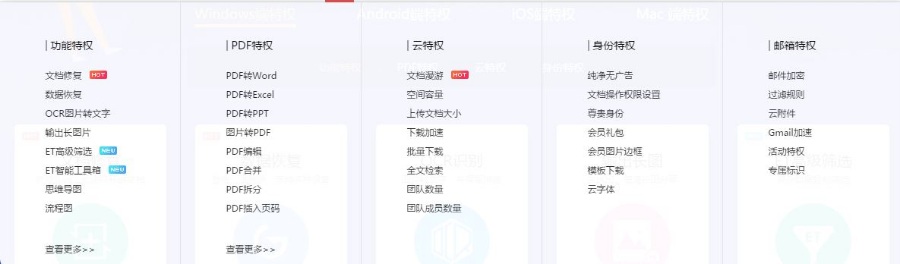 Windows端特权 Android端特权 iOS端特权 Mac 端特权
| 功能特权
文档修复 HOT
数据恢复
OCR图片转文字
输出长图片
ET高级筛选 NEW
ET智能工具箱 NEW
思维导图
流程图
查看更多>>
| PDF特权
PDF转Word
PDF转Excel
PDF转PPT
图片转PDF
PDF编辑
PDF合并
PDF拆分
PDF插入页码
查看更多>>
| 云特权
文档漫游 HOT
空间容量
上传文档大小
下载加速
批量下载
全文检索
团队数量
团队成员数量
| 身份特权
纯净无广告
文档操作权限设置
尊贵身份
会员礼包
会员图片边框
模板下载
云字体
| 邮箱特权
邮件加密
过滤规则
云附件
Gmail加速
活动特权
专属标识